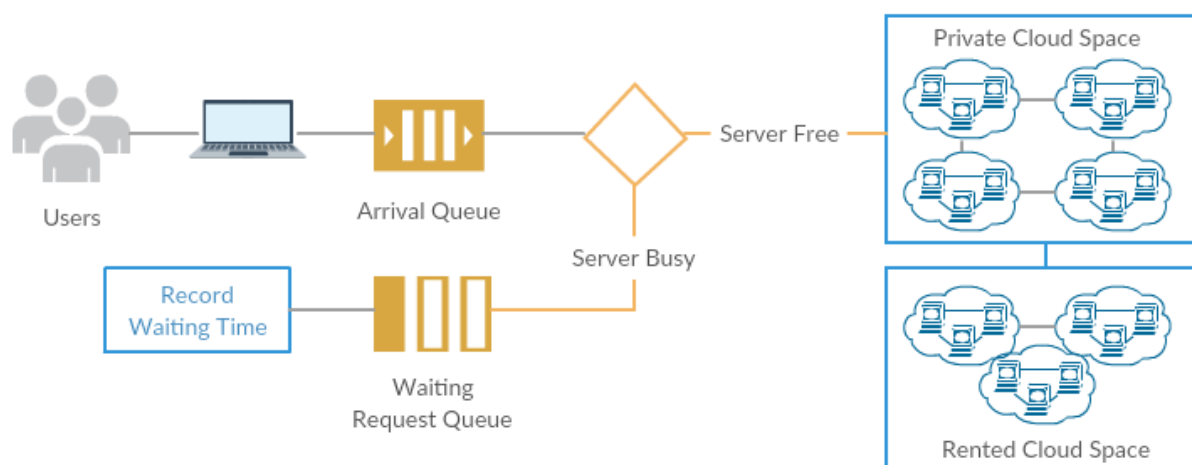 Private Cloud Space
Server Free
Users
Arrival Queue
Server Busy
Record
Waiting Time
Waiting
Request Queue
Rented Cloud Space